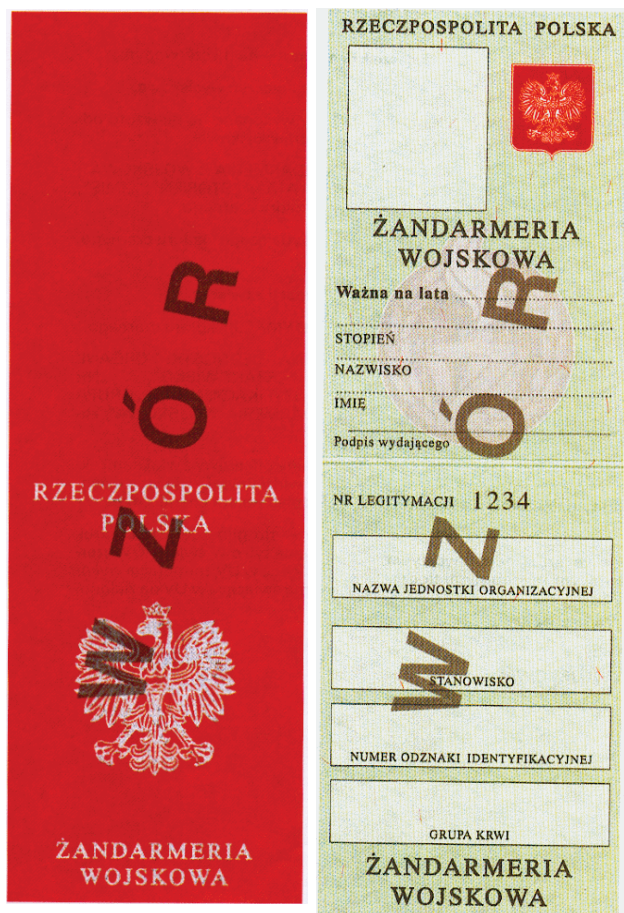 RZECZPOSPOLITA
POLSKA
ŻANDARMERIA
WOJSKOWA
WZÓR
RZECZPOSPOLITA POLSKA
ŻANDARMERIA
WOJSKOWA
Ważna na lata
STOPIEŃ
NAZWISKO
IMIĘ
Podpis wydającego
NR LEGITYMACJI 1234
NAZWA JEDNOSTKI ORGANIZACYJNEJ
STANOWISKO
NUMER ODZNAKI IDENTYFIKACYJNEJ
GRUPA KRWI
ŻANDARMERIA
WOJSKOWA
WZÓR